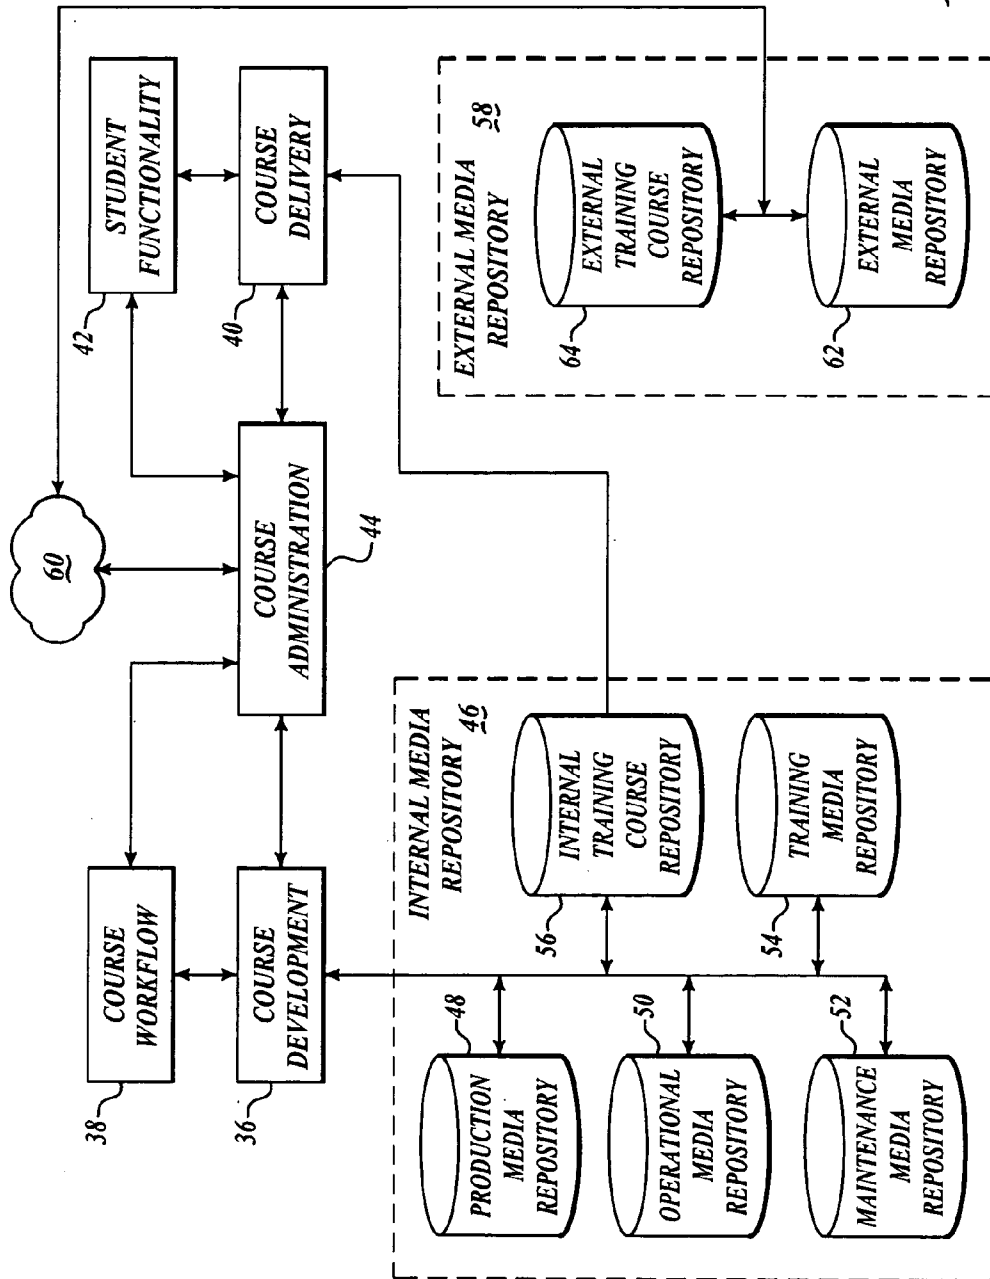 60
38
COURSE
WORKFLOW
42
STUDENT
FUNCTIONALITY
36
COURSE
DEVELOPMENT
COURSE
ADMINISTRATION
44
40
COURSE
DELIVERY
INTERNAL MEDIA
REPOSITORY
46
48
PRODUCTION
MEDIA
REPOSITORY
56
INTERNAL
TRAINING
COURSE
REPOSITORY
50
OPERATIONAL
MEDIA
REPOSITORY
54
TRAINING
MEDIA
REPOSITORY
52
MAINTENANCE
MEDIA
REPOSITORY
EXTERNAL MEDIA
REPOSITORY
58
64
EXTERNAL
TRAINING
COURSE
REPOSITORY
62
EXTERNAL
MEDIA
REPOSITORY